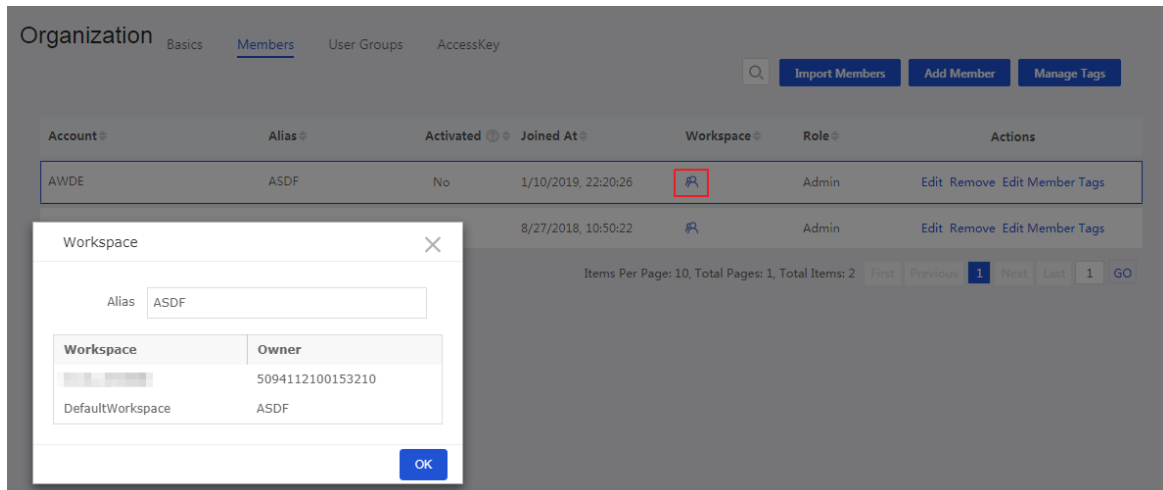 Organization Basics Members User Groups AccessKey
Import Members Add Member Manage Tags
Account Alias Activated Joined At Workspace Role Actions
AWDE ASDF No 1/10/2019, 22:20:26 Admin Edit Remove Edit Member Tags
8/27/2018, 10:50:22 Admin Edit Remove Edit Member Tags
Items Per Page: 10, Total Pages: 1, Total Items: 2 First Previous 1 Next Last 1 GO
Workspace
Alias ASDF
Workspace Owner
5094112100153210
DefaultWorkspace ASDF
OK